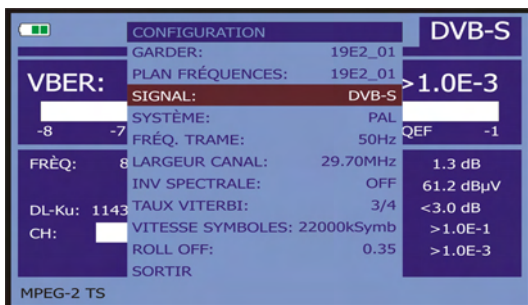 CONFIGURATION
DVB-S
GARDER: 19E2_01
PLAN FRÉQUENCES: 19E2_01
VBER: >1.0E-3
SIGNAL: DVB-S
SYSTÈME: PAL
-8 -7 QEF -1
FRÉQ. TRAME: 50Hz
FRÈQ: 8 LARGEUR CANAL: 29.70MHz 1.3 dB
INV SPECTRALE: OFF 61.2 dBµV
DL-Ku: 1143 TAUX VITERBI: 3/4 <3.0 dB
CH: VITESSE SYMBOLES: 22000kSymb >1.0E-1
ROLL OFF: 0.35 >1.0E-3
SORTIR
MPEG-2 TS